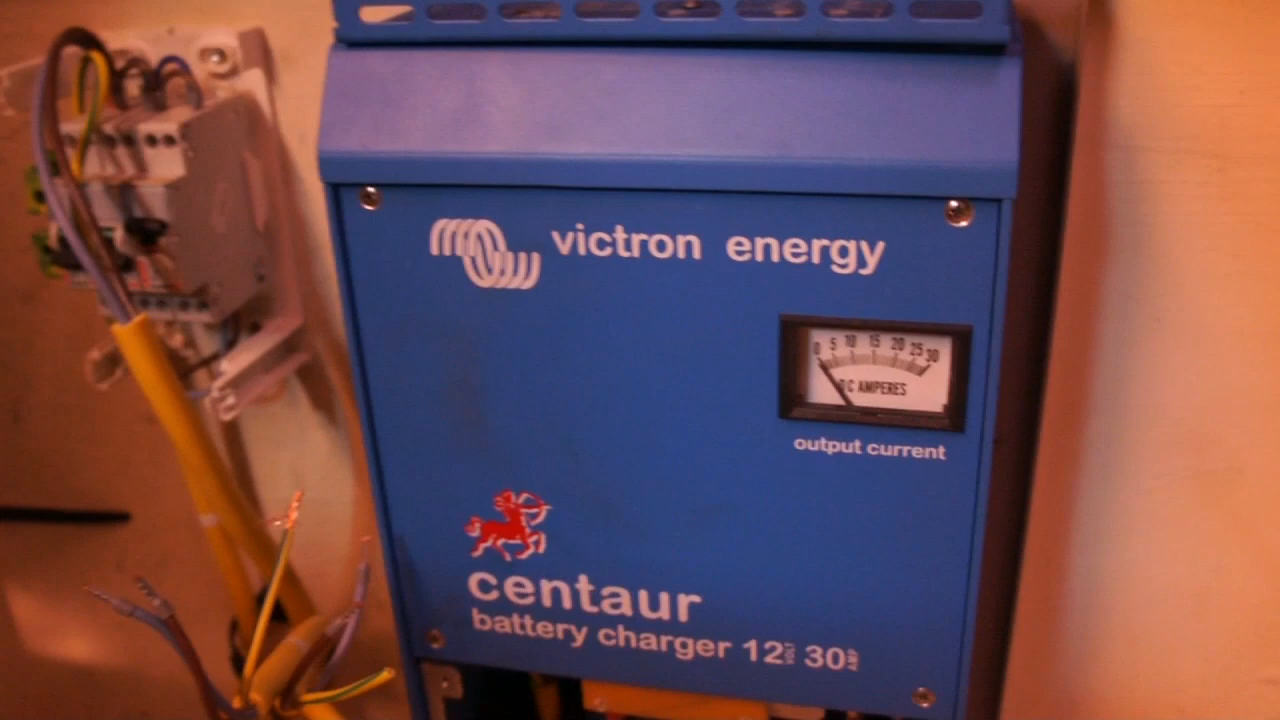 victron energy
0 5 10 15 20 25 30
DC AMPERES
output current
centaur
battery charger 12 VOLT 30 AMP